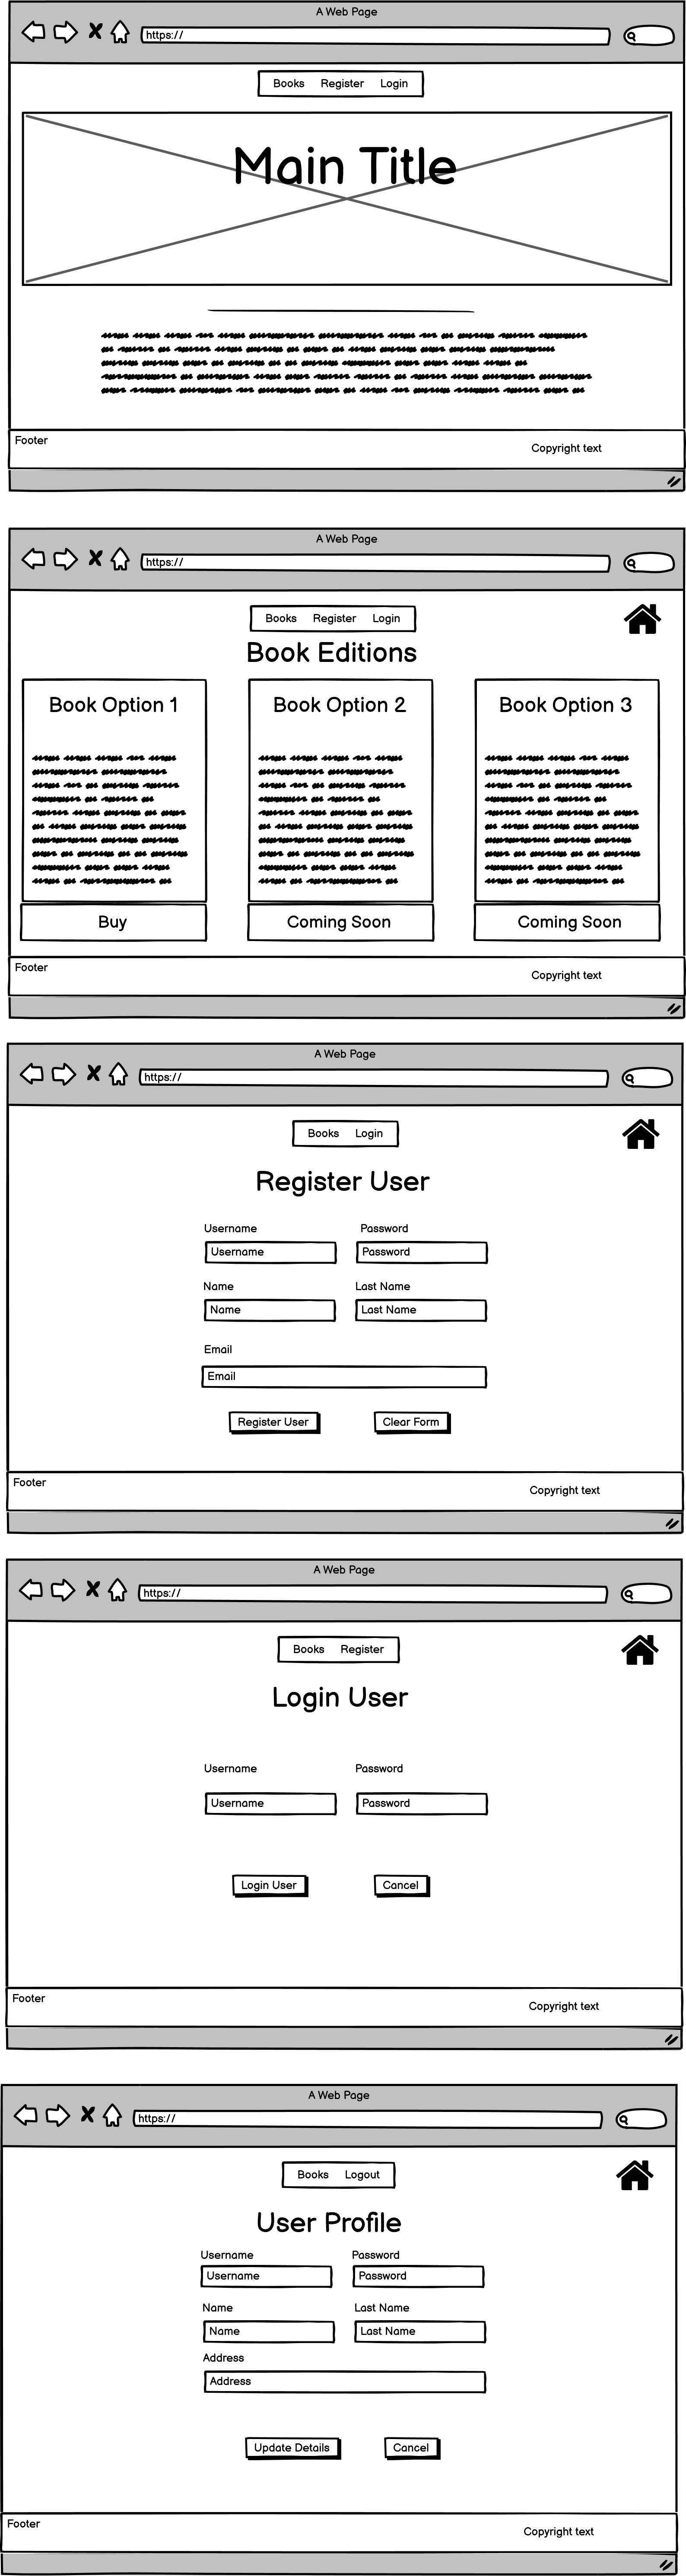 A Web Page
https://
Books Register Login
Main Title
Footer
Copyright text
A Web Page
https://
Books Register Login
Book Editions
Book Option 1 Book Option 2 Book Option 3
Buy Coming Soon Coming Soon
Footer
Copyright text
A Web Page
https://
Books Login
Register User
Username Password
Username Password
Name Last Name
Name Last Name
Email
Email
Register User Clear Form
Footer
Copyright text
A Web Page
https://
Books Register
Login User
Username Password
Username Password
Login User Cancel
Footer
Copyright text
A Web Page
https://
Books Logout
User Profile
Username Password
Username Password
Name Last Name
Name Last Name
Address
Address
Update Details Cancel
Footer
Copyright text